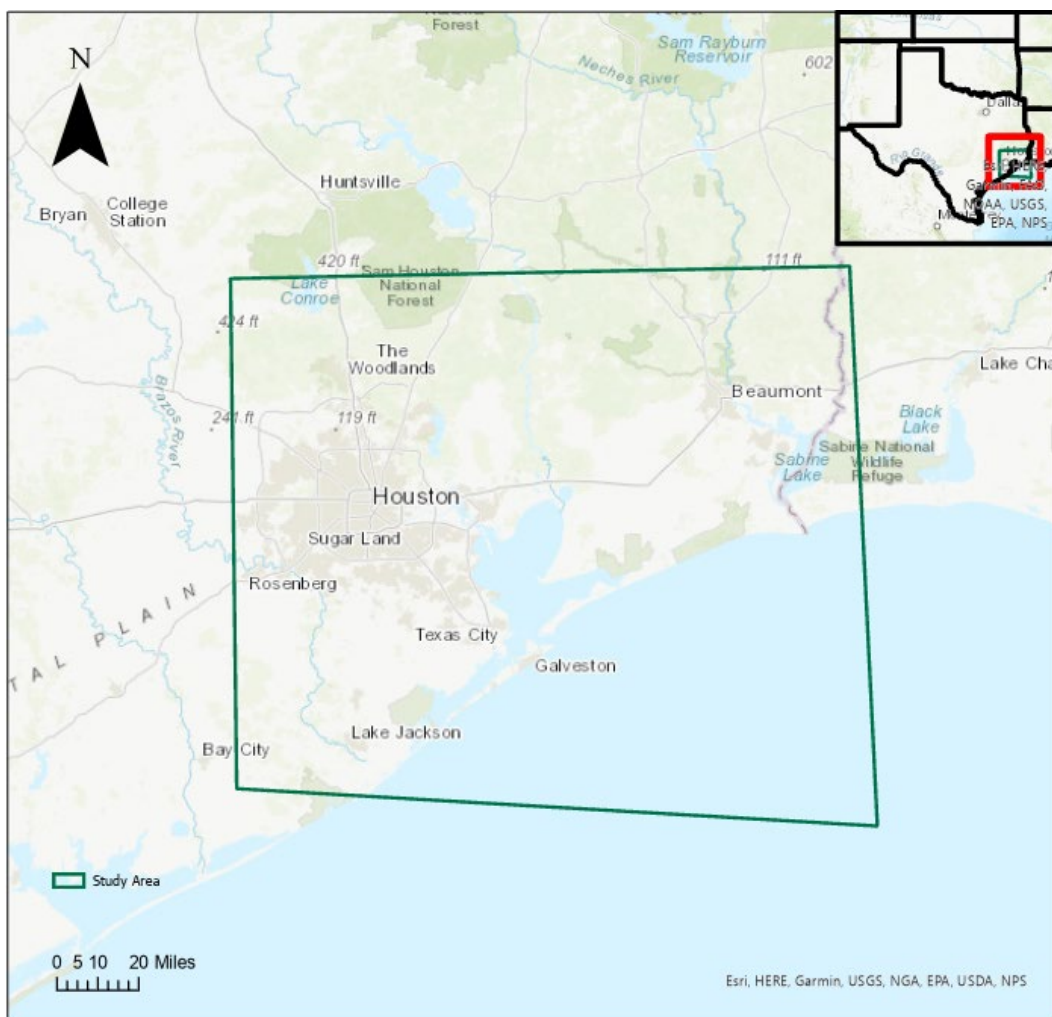 National
Forest
Sam Rayburn
Reservoir
Neches River
602
N
Huntsville
Bryan
College
Station
420 ft
111 ft
Sam Houston
National
Forest
Lake
Conroe
424 ft
The
Woodlands
Lake Cha
Beaumont
Brazos River
241 ft
119 ft
Black
Lake
Sabine National
Wildlife
Refuge
Sabine
Lake
Houston
Sugar Land
Rosenberg
TAL PLAIN
Texas City
Galveston
Lake Jackson
Bay City
Study Area
0 5 10 20 Miles
Esri, HERE, Garmin, USGS, NGA, EPA, USDA, NPS
Dallas
Rio Grande
Esri, HERE,
Garmin, FAO,
NOAA, USGS,
EPA, NPS